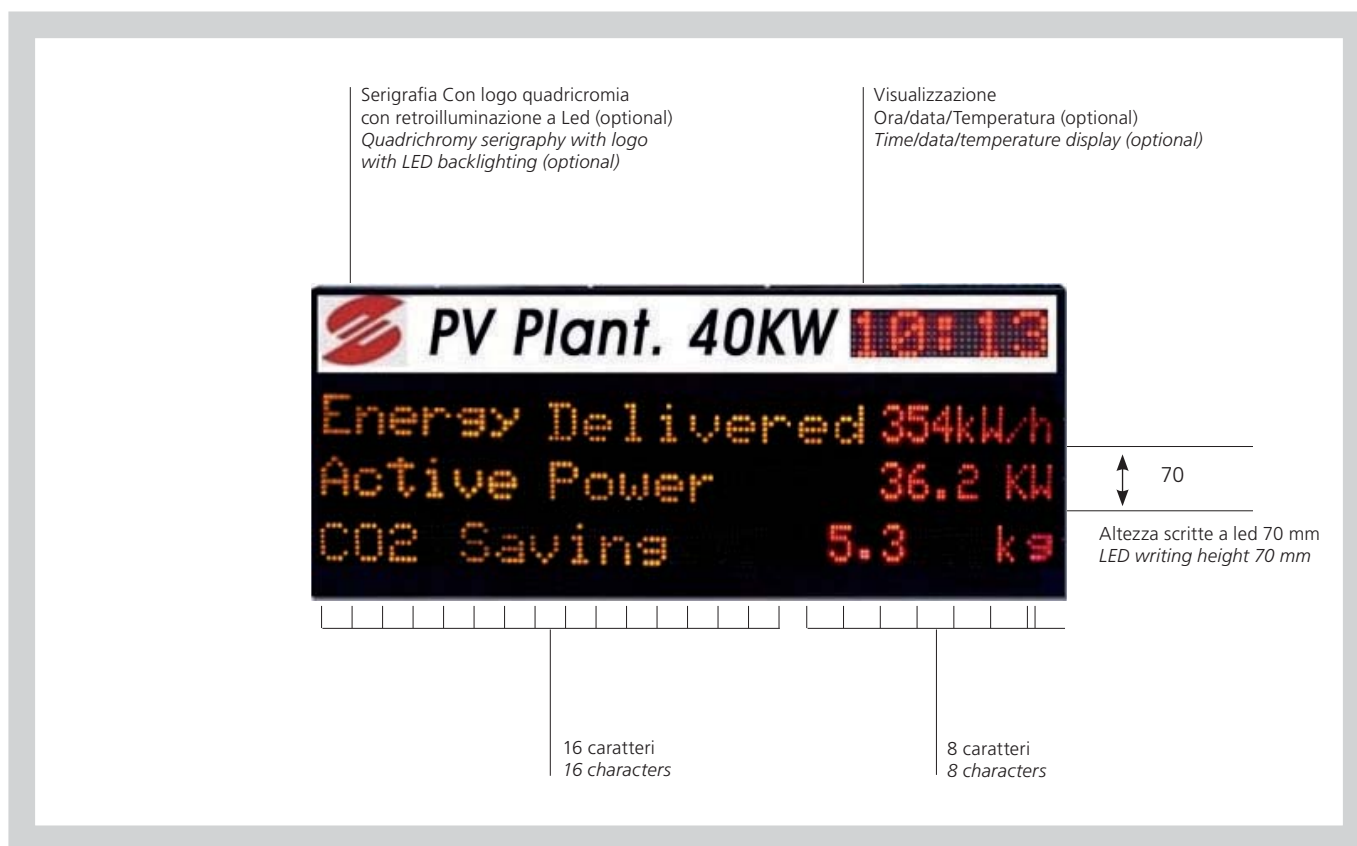 Serigrafia Con logo quadricromia
con retroilluminazione a Led (optional)
Quadrichromy serigraphy with logo
with LED backlighting (optional)
Visualizzazione
Ora/data/Temperatura (optional)
Time/data/temperature display (optional)
PV Plant. 40KW 10:13
Energy Delivered 354kW/h
Active Power 36.2 KW
CO2 Saving 5.3 kg
70
Altezza scritte a led 70 mm
LED writing height 70 mm
16 caratteri
16 characters
8 caratteri
8 characters